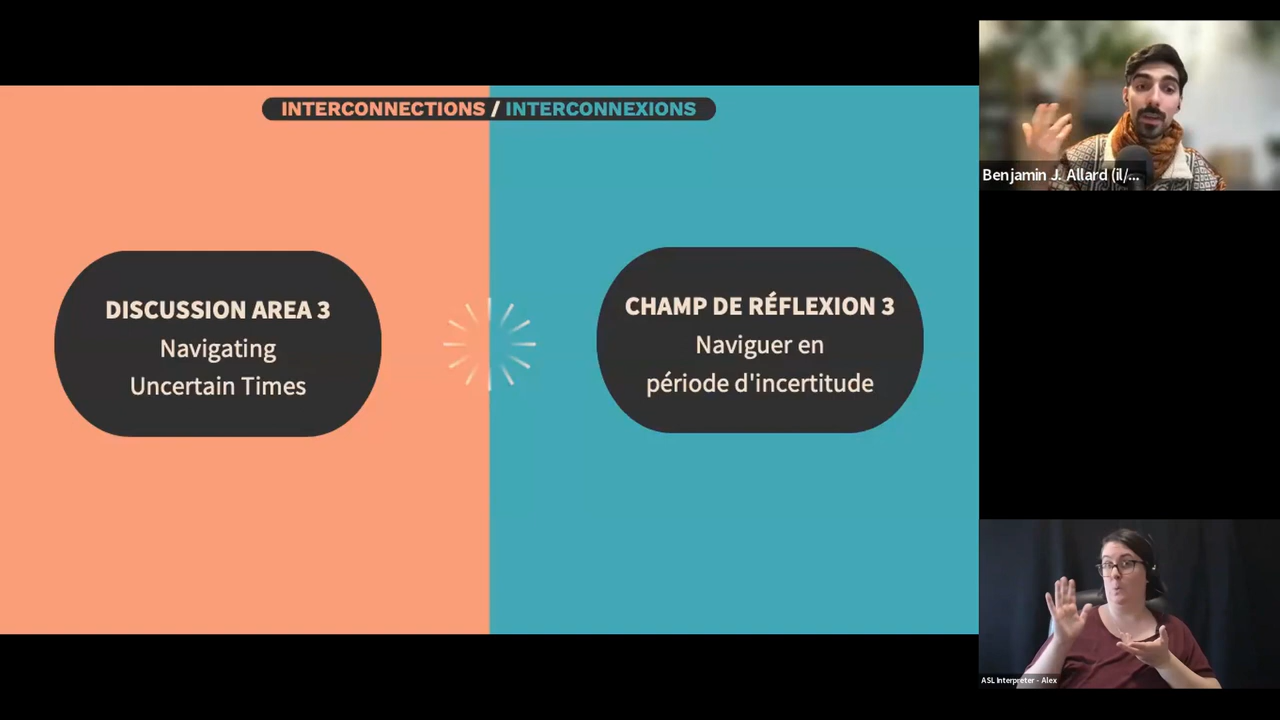 INTERCONNECTIONS / INTERCONNEXIONS
DISCUSSION AREA 3
Navigating
Uncertain Times
CHAMP DE RÉFLEXION 3
Naviguer en
période d'incertitude
Benjamin J. Allard (il/...
ASL Interpreter - Alex